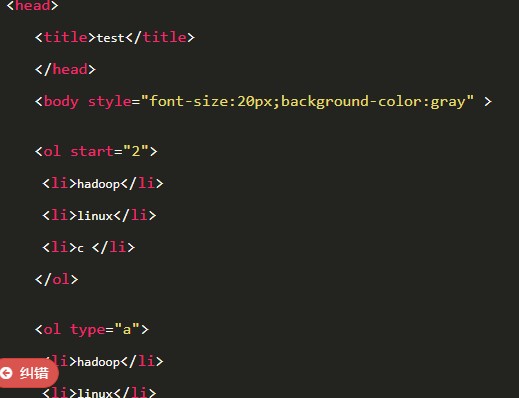 <head>
<title>test</title>
</head>
<body style="font-size:20px;background-color:gray" >
<ol start="2">
<li>hadoop</li>
<li>linux</li>
<li>c </li>
</ol>
<ol type="a">
<li>hadoop</li>
纠错
<li>linux</li>